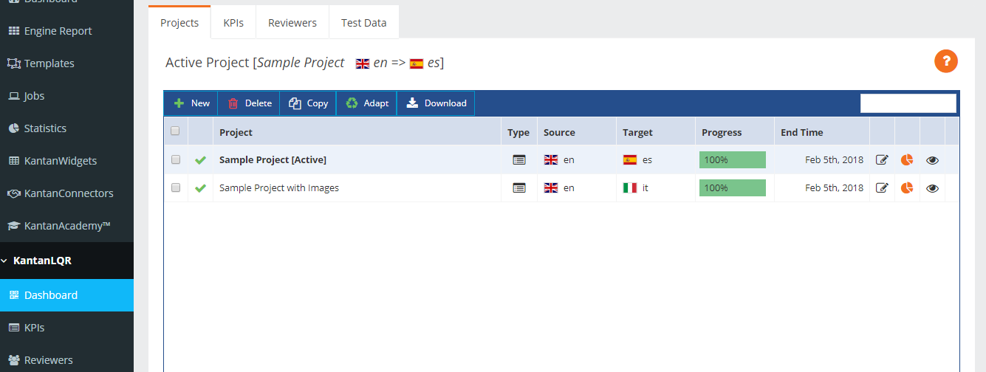 Dashboard
Engine Report
Templates
Jobs
Statistics
KantanWidgets
KantanConnectors
KantanAcademy™
KantanLQR
Dashboard
KPIs
Reviewers
Projects KPIs Reviewers Test Data
Active Project [Sample Project en => es]
?
New Delete Copy Adapt Download
Project Type Source Target Progress End Time
Sample Project [Active] en es 100% Feb 5th, 2018
Sample Project with Images en it 100% Feb 5th, 2018